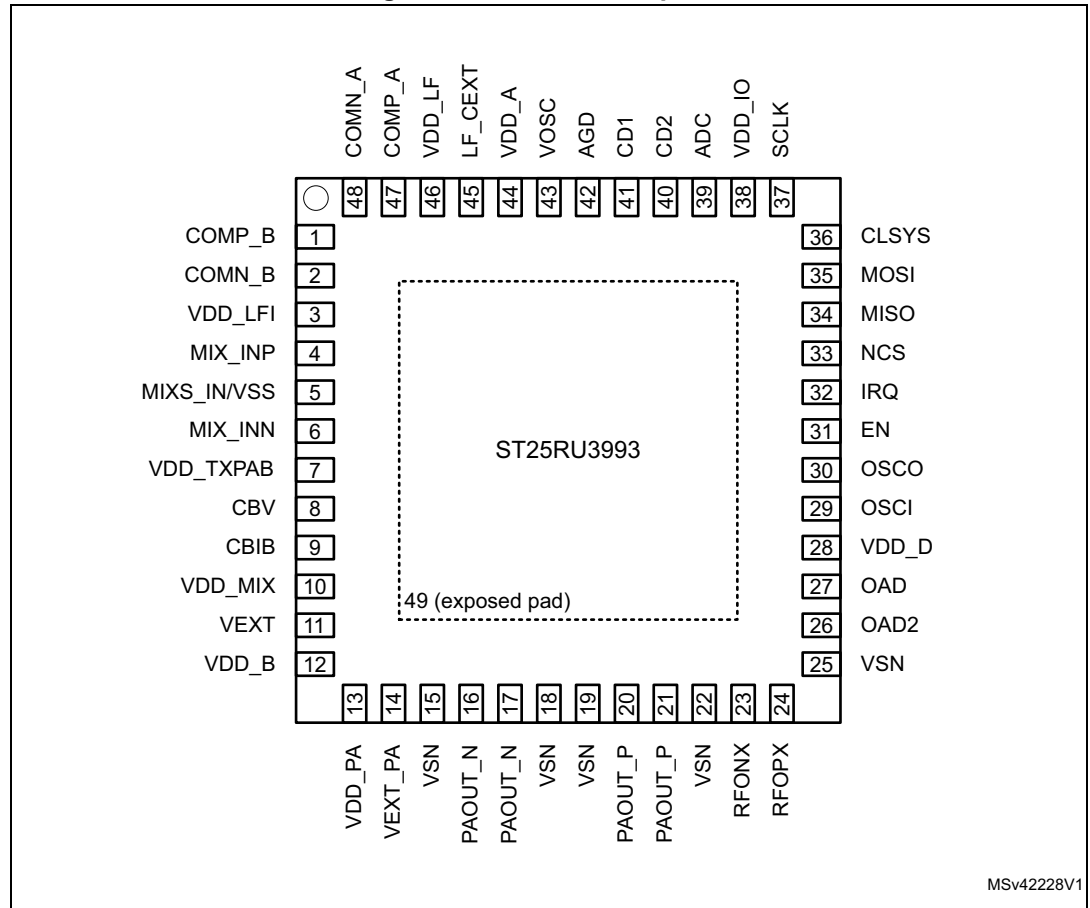 COMN_A
COMP_A
VDD_LF
LF_CEXT
VDD_A
VOSC
AGD
CD1
CD2
ADC
VDD_IO
SCLK
48
47
46
45
44
43
42
41
40
39
38
37
COMP_B 1
COMN_B 2
VDD_LFI 3
MIX_INP 4
MIXS_IN/VSS 5
MIX_INN 6
VDD_TXPAB 7
CBV 8
CBIB 9
VDD_MIX 10
VEXT 11
VDD_B 12
36 CLSYS
35 MOSI
34 MISO
33 NCS
32 IRQ
31 EN
30 OSCO
29 OSCI
28 VDD_D
27 OAD
26 OAD2
25 VSN
ST25RU3993
49 (exposed pad)
13
14
15
16
17
18
19
20
21
22
23
24
VDD_PA
VEXT_PA
VSN
PAOUT_N
PAOUT_N
VSN
VSN
PAOUT_P
PAOUT_P
VSN
RFONX
RFOPX
MSv42228V1